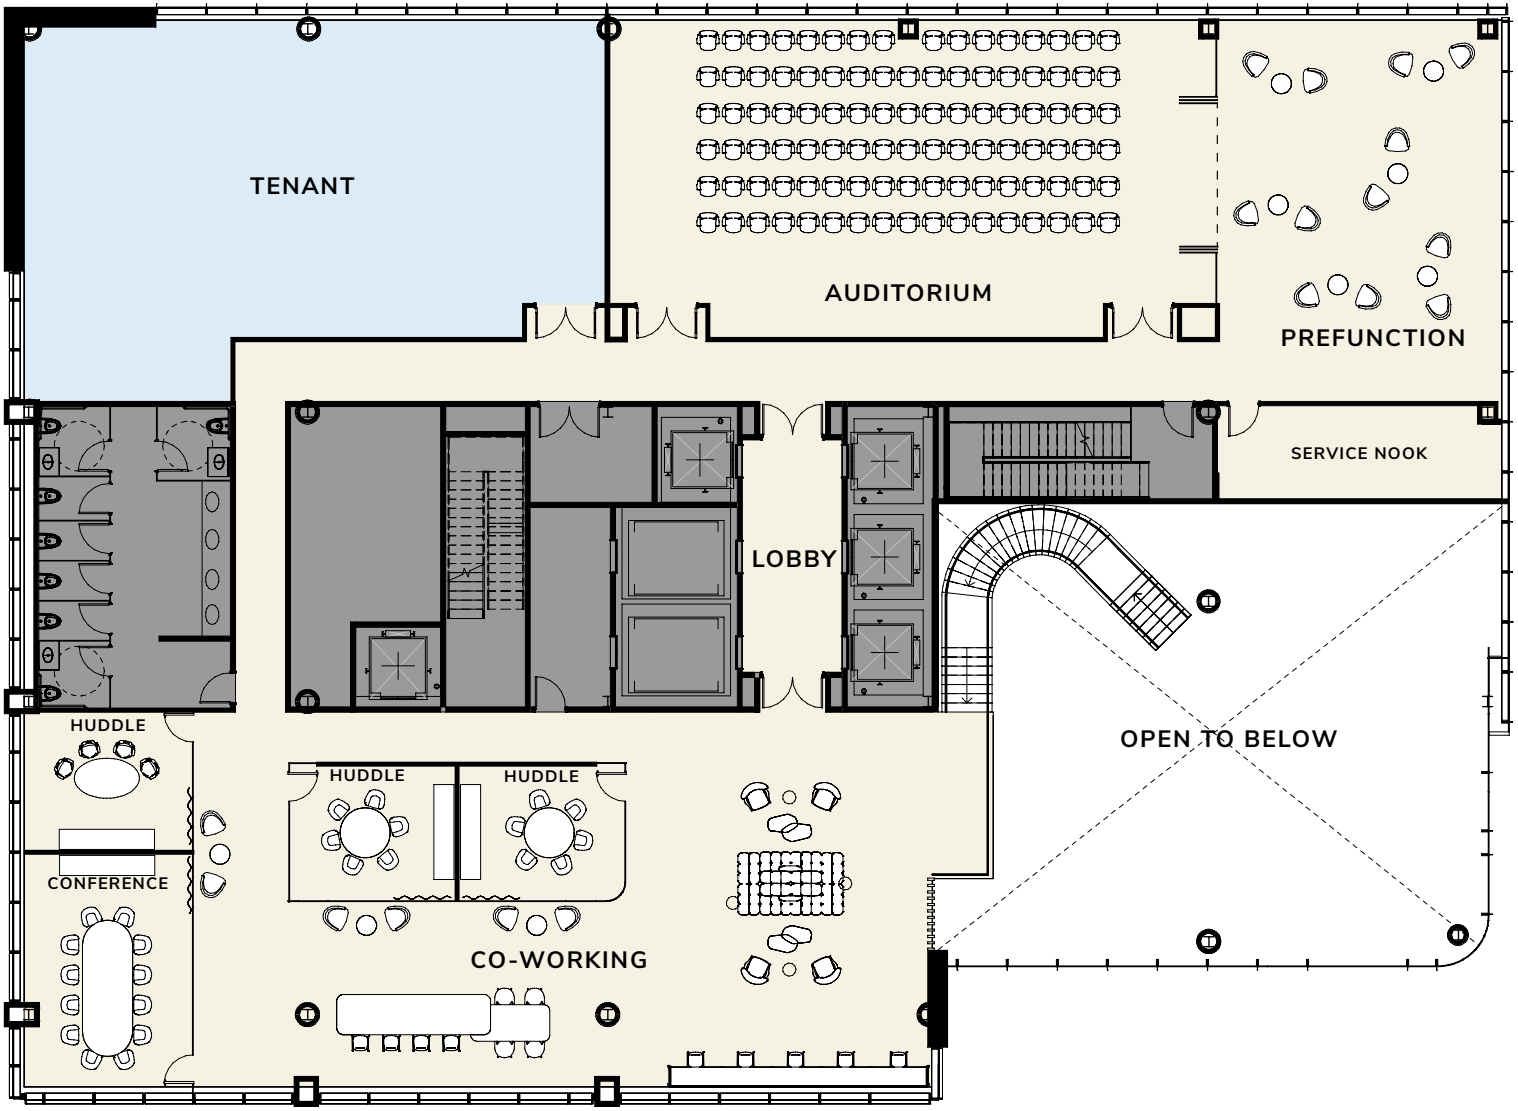 TENANT
AUDITORIUM
PREFUNCTION
SERVICE NOOK
LOBBY
HUDDLE
OPEN TO BELOW
HUDDLE
HUDDLE
CONFERENCE
CO-WORKING